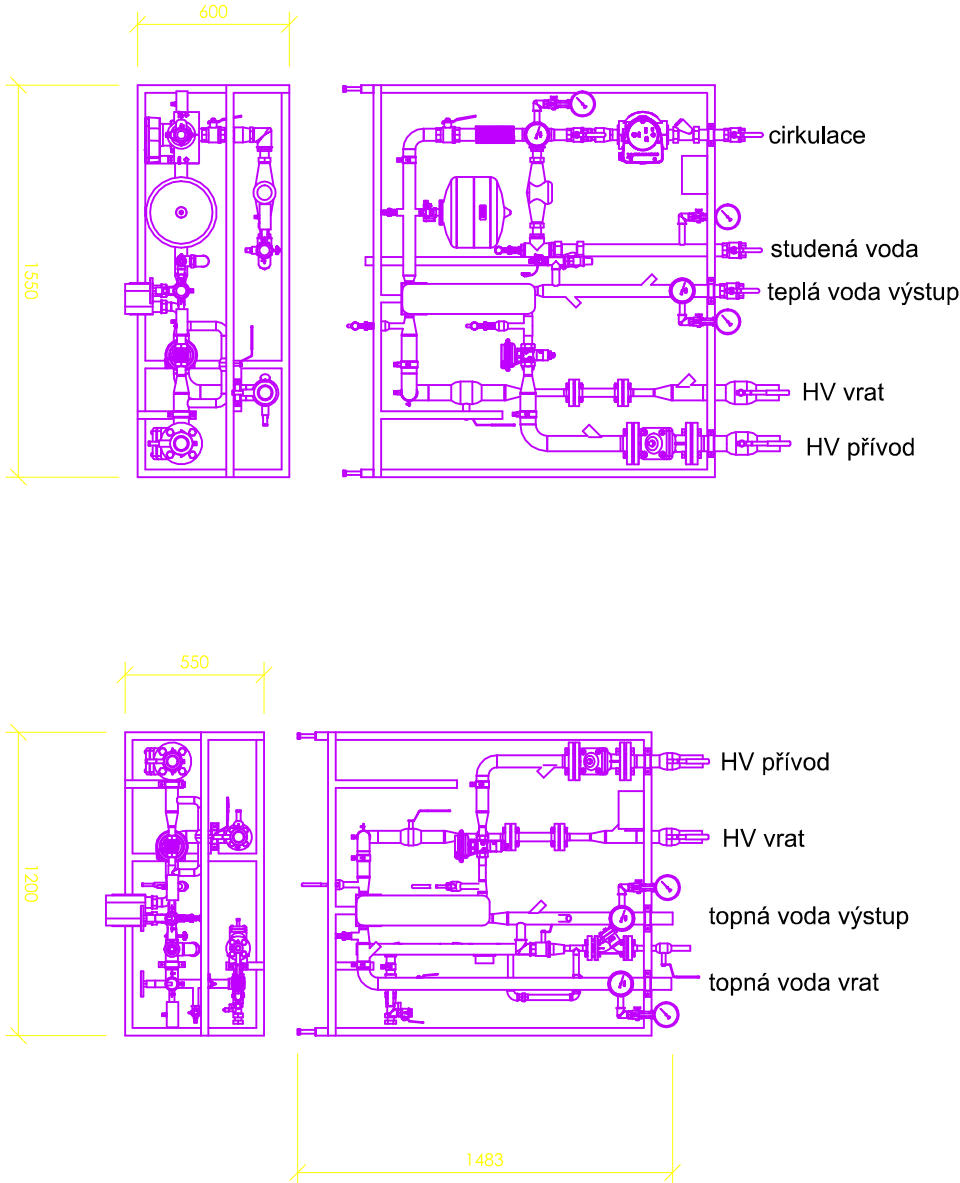 600
1550
cirkulace
studená voda
teplá voda výstup
HV vrat
HV přívod
550
1200
HV přívod
HV vrat
topná voda výstup
topná voda vrat
1483